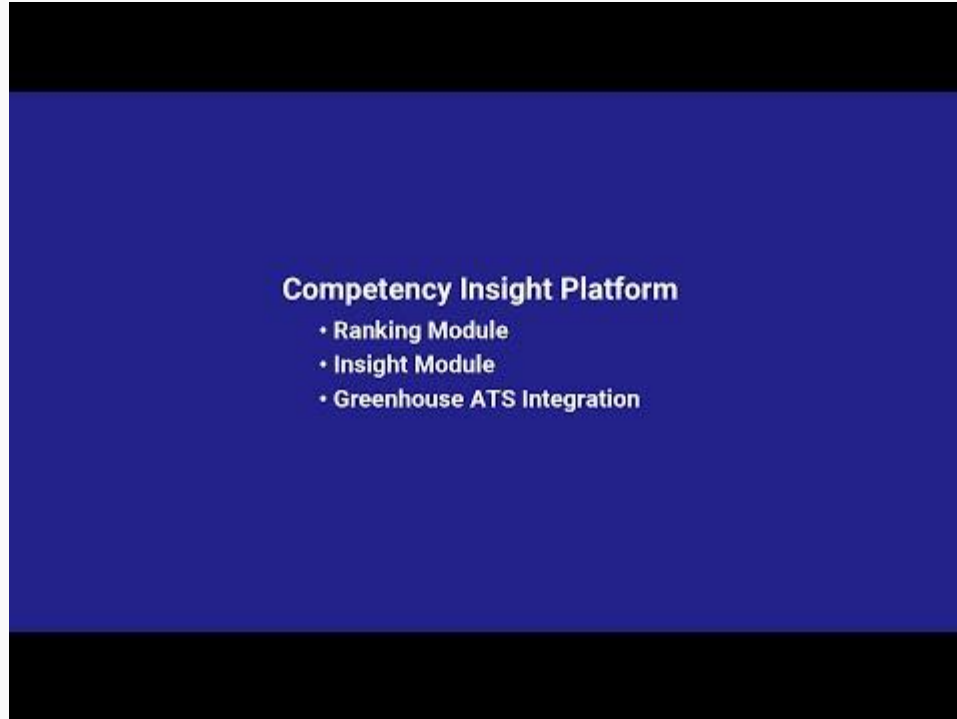 Competency Insight Platform
• Ranking Module
• Insight Module
• Greenhouse ATS Integration